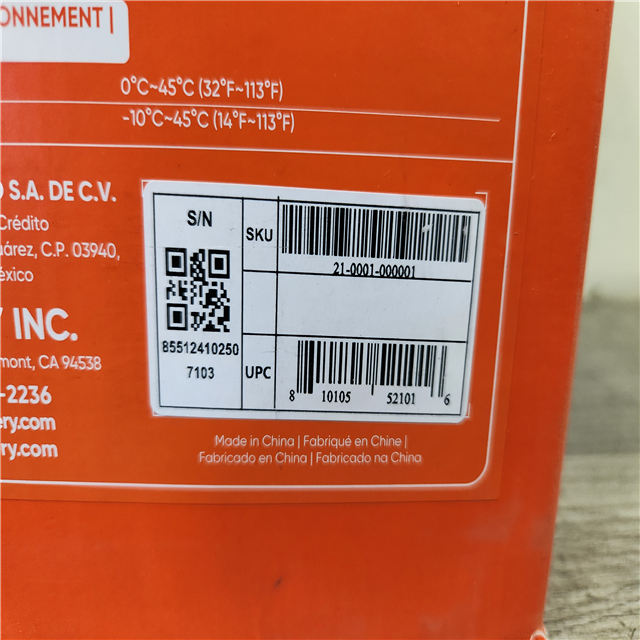 ONNEMENT |
0°C~45°C (32°F~113°F)
-10°C~45°C (14°F~113°F)
S.A. DE C.V.
Crédito
uárez, C.P. 03940,
éxico
INC.
mont, CA 94538
-2236
ery.com
ry.com
S/N
85512410250
7103
SKU
21-0001-000001
UPC
8 10105 52101 6
Made in China | Fabriqué en Chine |
Fabricado en China | Fabricado na China